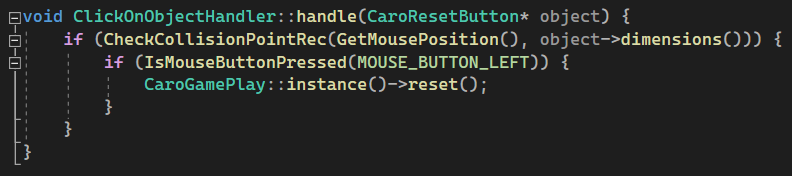 void ClickOnObjectHandler::handle(CaroResetButton* object) {
    if (CheckCollisionPointRec(GetMousePosition(), object->dimensions())) {
        if (IsMouseButtonPressed(MOUSE_BUTTON_LEFT)) {
            CaroGamePlay::instance()->reset();
        }
    }
}